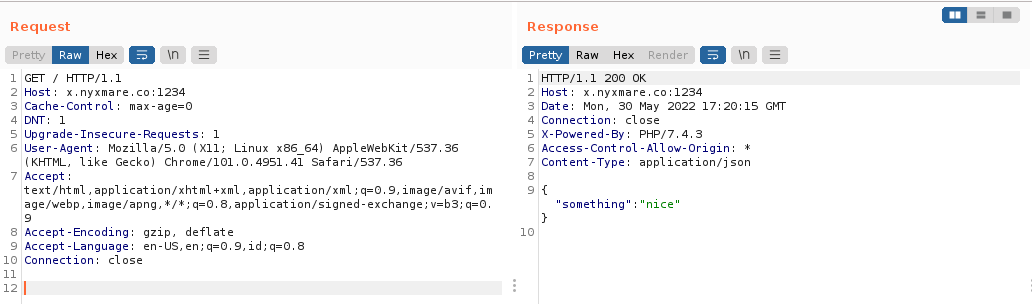 Request
Pretty Raw Hex \n
1 GET / HTTP/1.1
2 Host: x.nyxmare.co:1234
3 Cache-Control: max-age=0
4 DNT: 1
5 Upgrade-Insecure-Requests: 1
6 User-Agent: Mozilla/5.0 (X11; Linux x86_64) AppleWebKit/537.36
(KHTML, like Gecko) Chrome/101.0.4951.41 Safari/537.36
7 Accept:
text/html,application/xhtml+xml,application/xml;q=0.9,image/avif,im
age/webp,image/apng,*/*;q=0.8,application/signed-exchange;v=b3;q=0.
9
8 Accept-Encoding: gzip, deflate
9 Accept-Language: en-US,en;q=0.9,id;q=0.8
10 Connection: close
11
12
Response
Pretty Raw Hex Render \n
1 HTTP/1.1 200 OK
2 Host: x.nyxmare.co:1234
3 Date: Mon, 30 May 2022 17:20:15 GMT
4 Connection: close
5 X-Powered-By: PHP/7.4.3
6 Access-Control-Allow-Origin: *
7 Content-Type: application/json
8
9 {
"something":"nice"
}
10